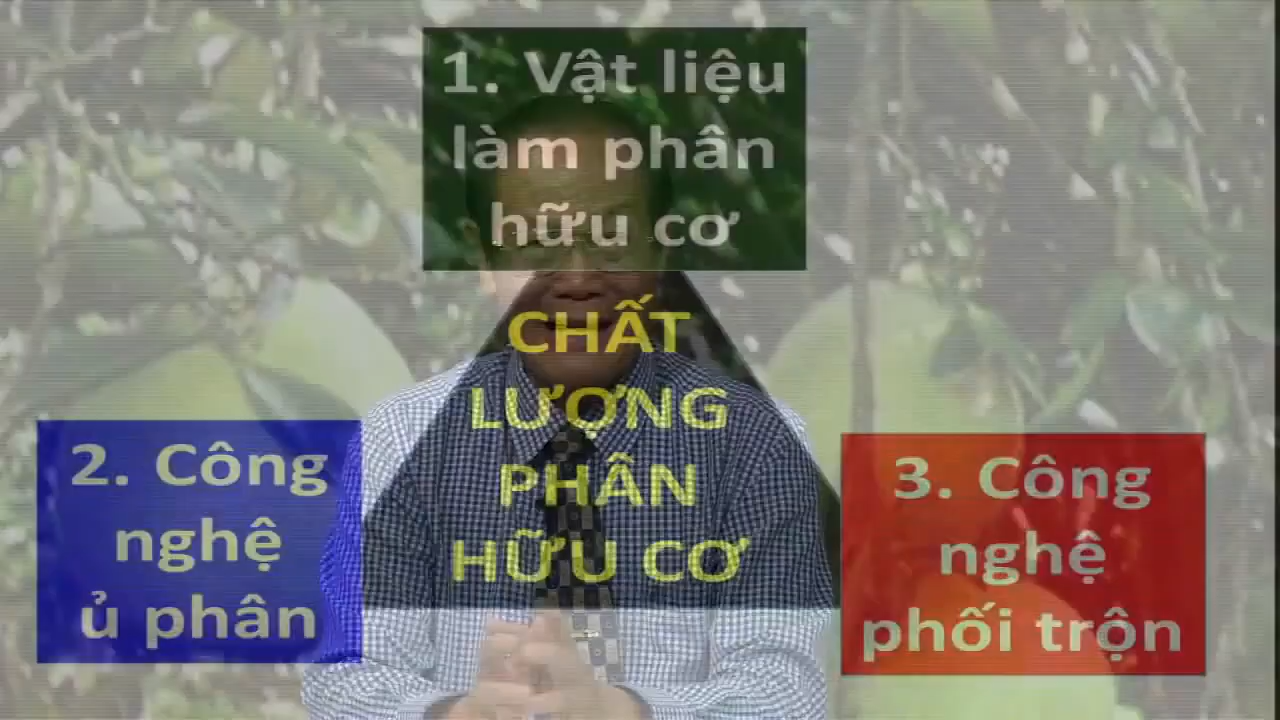 1. Vật liệu
làm phân
hữu cơ
CHẤT
LƯỢNG
PHÂN
HỮU CƠ
2. Công
nghệ
ủ phân
3. Công
nghệ
phối trộn